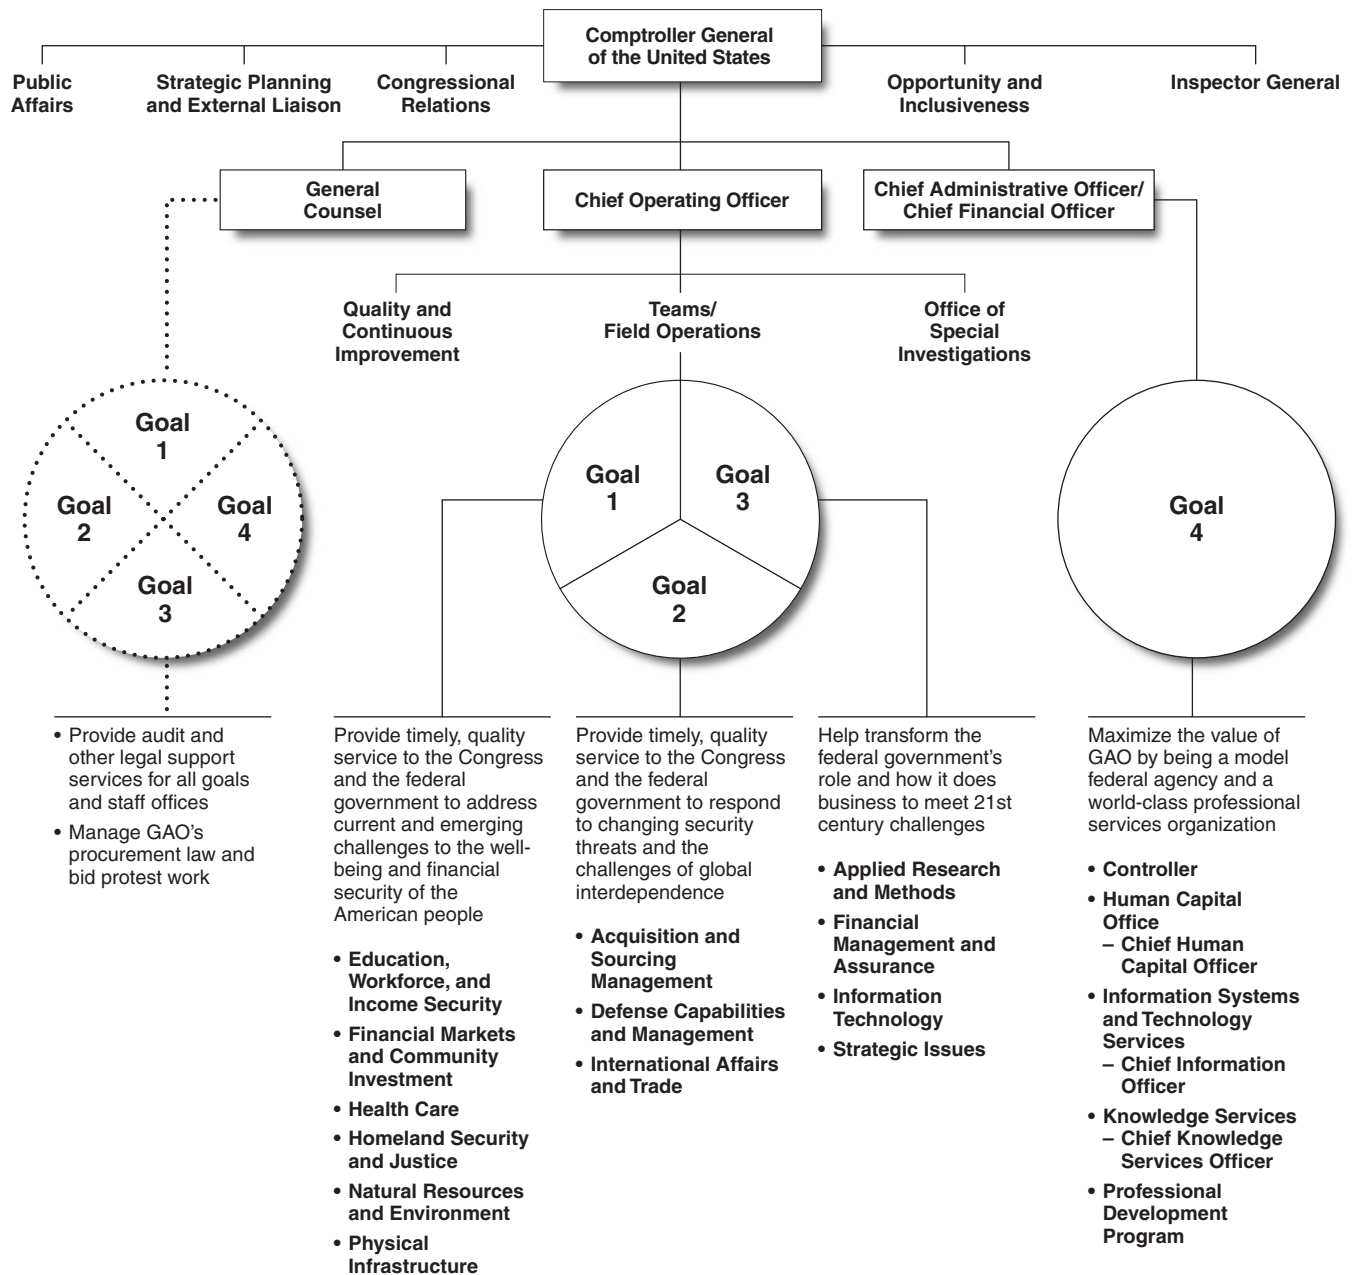 Comptroller General
of the United States
Public
Affairs
Strategic Planning
and External Liaison
Congressional
Relations
Opportunity and
Inclusiveness
Inspector General
General
Counsel
Chief Operating Officer
Chief Administrative Officer/
Chief Financial Officer
Quality and
Continuous
Improvement
Teams/
Field Operations
Office of
Special
Investigations
Goal
1
Goal
2
Goal
4
Goal
3
Goal
1
Goal
3
Goal
2
Goal
4
• Provide audit and
other legal support
services for all goals
and staff offices
• Manage GAO's
procurement law and
bid protest work
Provide timely, quality
service to the Congress
and the federal
government to address
current and emerging
challenges to the well-
being and financial
security of the
American people
• Education,
Workforce, and
Income Security
• Financial Markets
and Community
Investment
• Health Care
• Homeland Security
and Justice
• Natural Resources
and Environment
• Physical
Infrastructure
Provide timely, quality
service to the Congress
and the federal
government to respond
to changing security
threats and the
challenges of global
interdependence
• Acquisition and
Sourcing
Management
• Defense Capabilities
and Management
• International Affairs
and Trade
Help transform the
federal government's
role and how it does
business to meet 21st
century challenges
• Applied Research
and Methods
• Financial
Management and
Assurance
• Information
Technology
• Strategic Issues
Maximize the value of
GAO by being a model
federal agency and a
world-class professional
services organization
• Controller
• Human Capital
Office
– Chief Human
Capital Officer
• Information Systems
and Technology
Services
– Chief Information
Officer
• Knowledge Services
– Chief Knowledge
Services Officer
• Professional
Development
Program